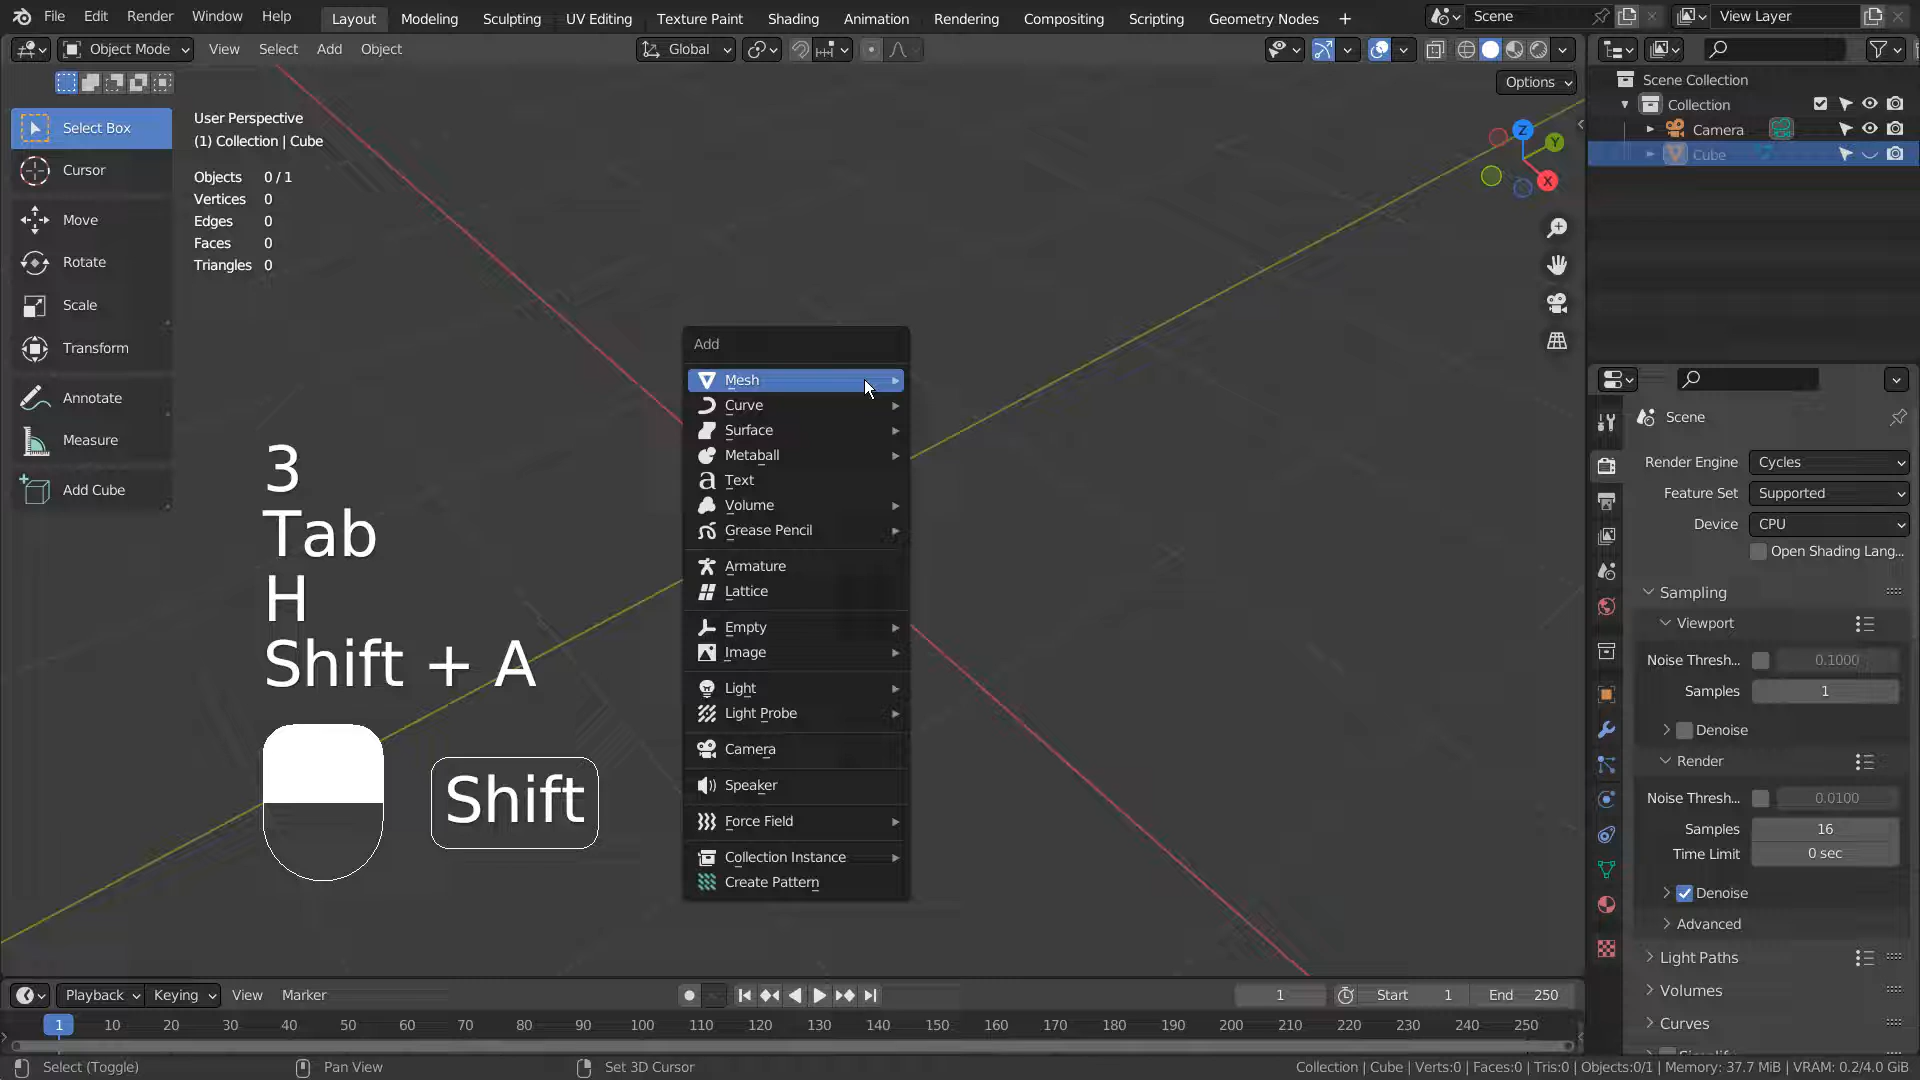 File Edit Render Window Help Layout Modeling Sculpting UV Editing Texture Paint Shading Animation Rendering Compositing Scripting Geometry Nodes + Scene View Layer
Object Mode View Select Add Object Global
Options
Select Box
Cursor
Move
Rotate
Scale
Transform
Annotate
Measure
Add Cube
User Perspective
(1) Collection | Cube
Objects 0 / 1
Vertices 0
Edges 0
Faces 0
Triangles 0
Z
Y
X
3
Tab
H
Shift + A
Shift
Add
Mesh
Curve
Surface
Metaball
Text
Volume
Grease Pencil
Armature
Lattice
Empty
Image
Light
Light Probe
Camera
Speaker
Force Field
Collection Instance
Create Pattern
Scene Collection
Collection
Camera
Cube
Scene
Render Engine Cycles
Feature Set Supported
Device CPU
Open Shading Lang...
Sampling
Viewport
Noise Thresh... 0.1000
Samples 1
Denoise
Render
Noise Thresh... 0.0100
Samples 16
Time Limit 0 sec
Denoise
Advanced
Light Paths
Volumes
Curves
Playback Keying View Marker 1 Start 1 End 250
1 10 20 30 40 50 60 70 80 90 100 110 120 130 140 150 160 170 180 190 200 210 220 230 240 250
Select (Toggle) Pan View Set 3D Cursor Collection | Cube | Verts:0 | Faces:0 | Tris:0 | Objects:0/1 | Memory: 37.7 MiB | VRAM: 0.2/4.0 GiB